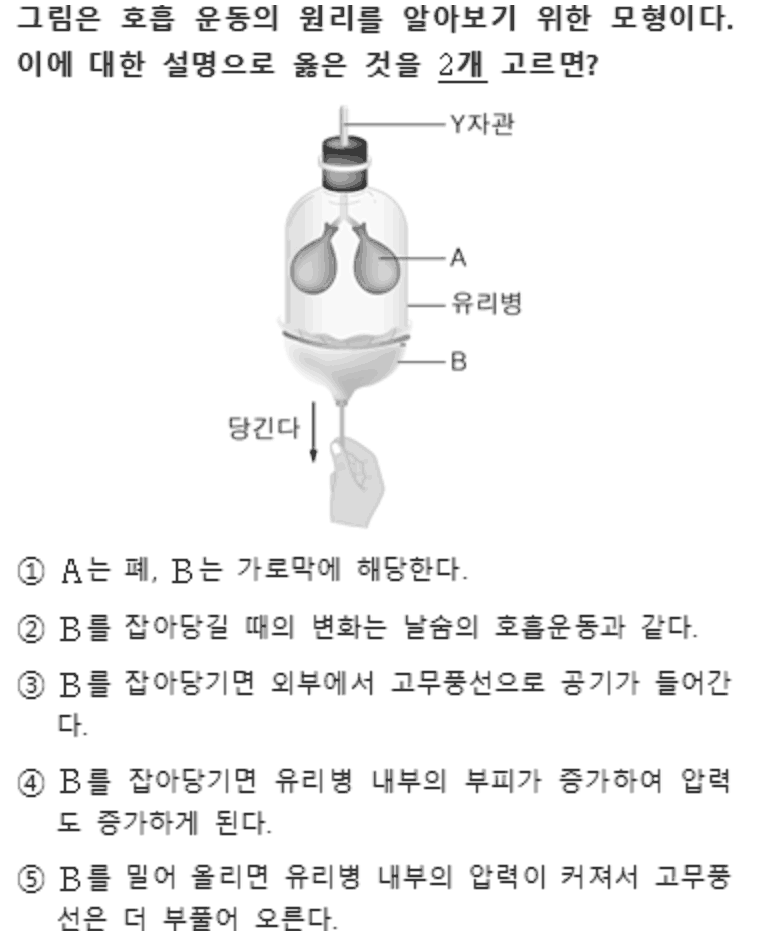 그림은 호흡 운동의 원리를 알아보기 위한 모형이다.
이에 대한 설명으로 옳은 것을 2개 고르면?
Y자관
A
유리병
B
당긴다
① A는 폐, B는 가로막에 해당한다.
② B를 잡아당길 때의 변화는 날숨의 호흡운동과 같다.
③ B를 잡아당기면 외부에서 고무풍선으로 공기가 들어간
다.
④ B를 잡아당기면 유리병 내부의 부피가 증가하여 압력
도 증가하게 된다.
⑤ B를 밀어 올리면 유리병 내부의 압력이 커져서 고무풍
선은 더 부풀어 오른다.